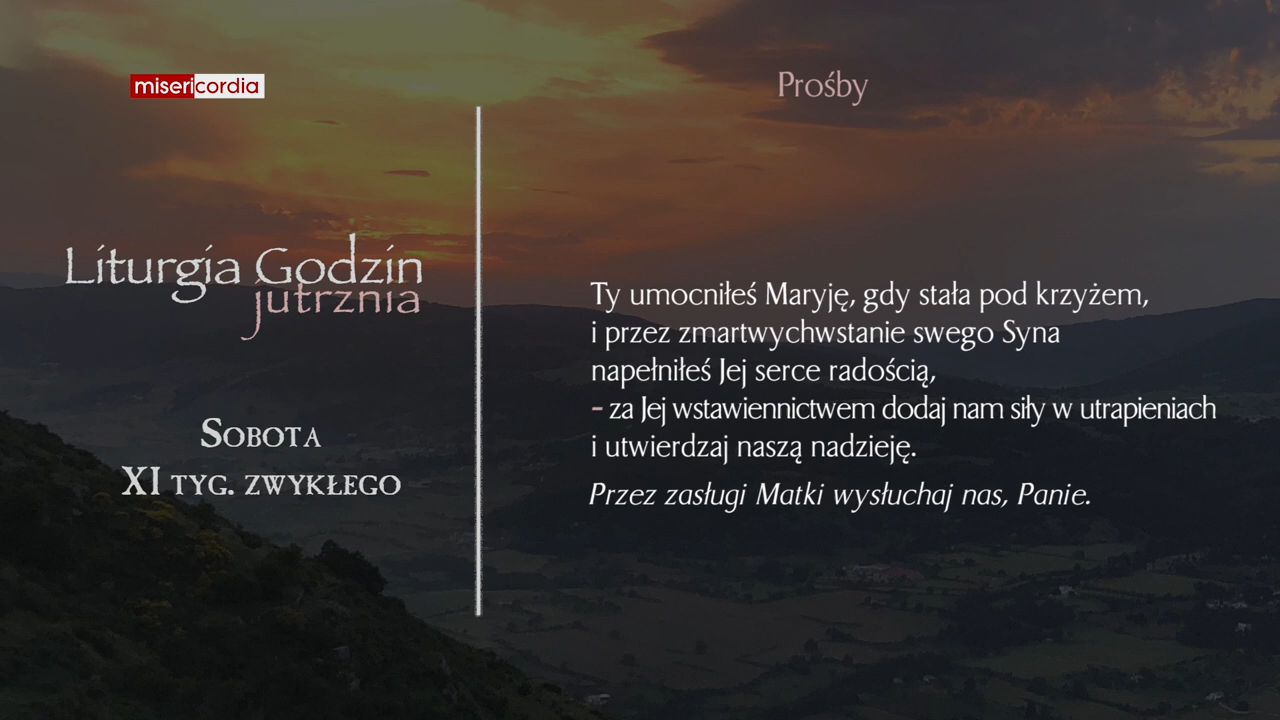 misericordia
Liturgia Godzin
jutrznia
Sobota
XI tyg. zwykłego
Prośby
Ty umocniłeś Maryję, gdy stała pod krzyżem,
i przez zmartwychwstanie swego Syna
napełniłeś Jej serce radością,
- za Jej wstawiennictwem dodaj nam siły w utrapieniach
i utwierdzaj naszą nadzieję.
Przez zasługi Matki wysłuchaj nas, Panie.